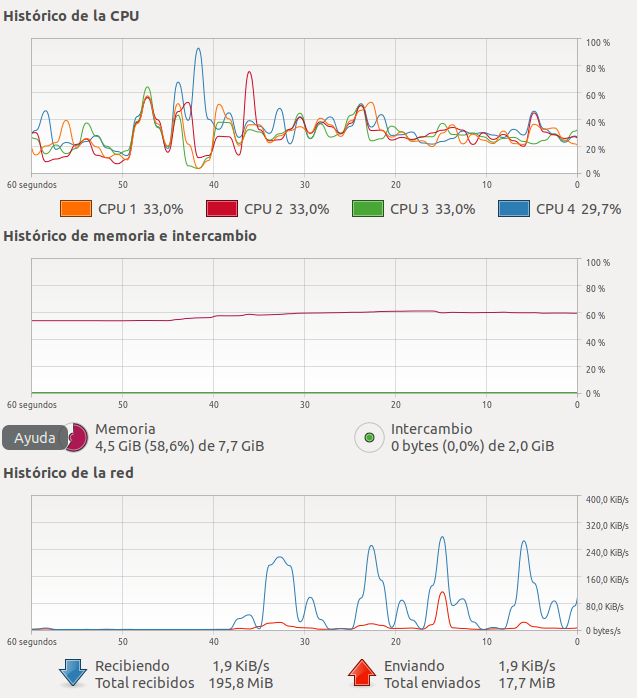 Histórico de la CPU
100 %
80 %
60 %
40 %
20 %
0 %
60 segundos 50 40 30 20 10 0
CPU 1 33,0% CPU 2 33,0% CPU 3 33,0% CPU 4 29,7%
Histórico de memoria e intercambio
100 %
80 %
60 %
40 %
20 %
0 %
60 segundos 50 40 30 20 10 0
Ayuda
Memoria
4,5 GiB (58,6%) de 7,7 GiB
Intercambio
0 bytes (0,0%) de 2,0 GiB
Histórico de la red
400,0 KiB/s
320,0 KiB/s
240,0 KiB/s
160,0 KiB/s
80,0 KiB/s
0 bytes/s
60 segundos 50 40 30 20 10 0
Recibiendo 1,9 KiB/s
Total recibidos 195,8 MiB
Enviando 1,9 KiB/s
Total enviados 17,7 MiB